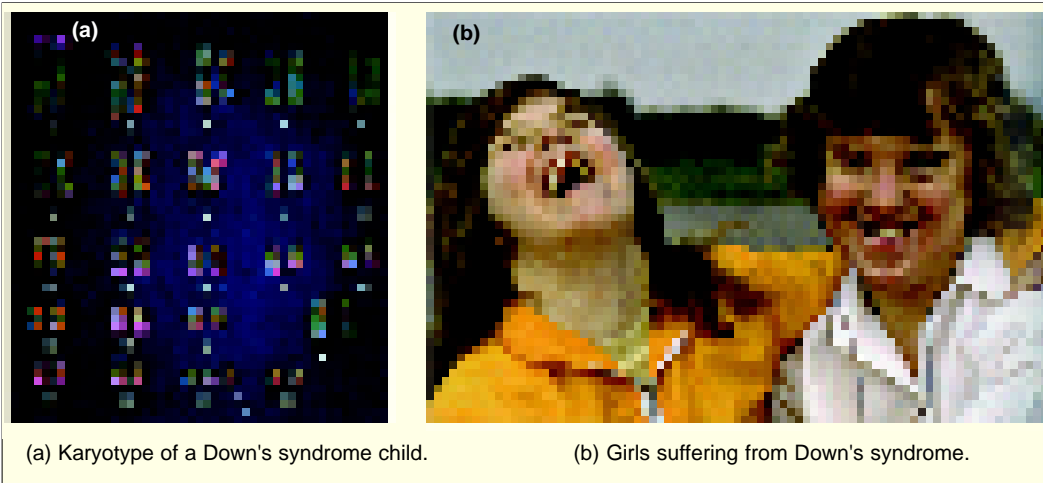 (a)
(b)
(a) Karyotype of a Down's syndrome child.
(b) Girls suffering from Down's syndrome.